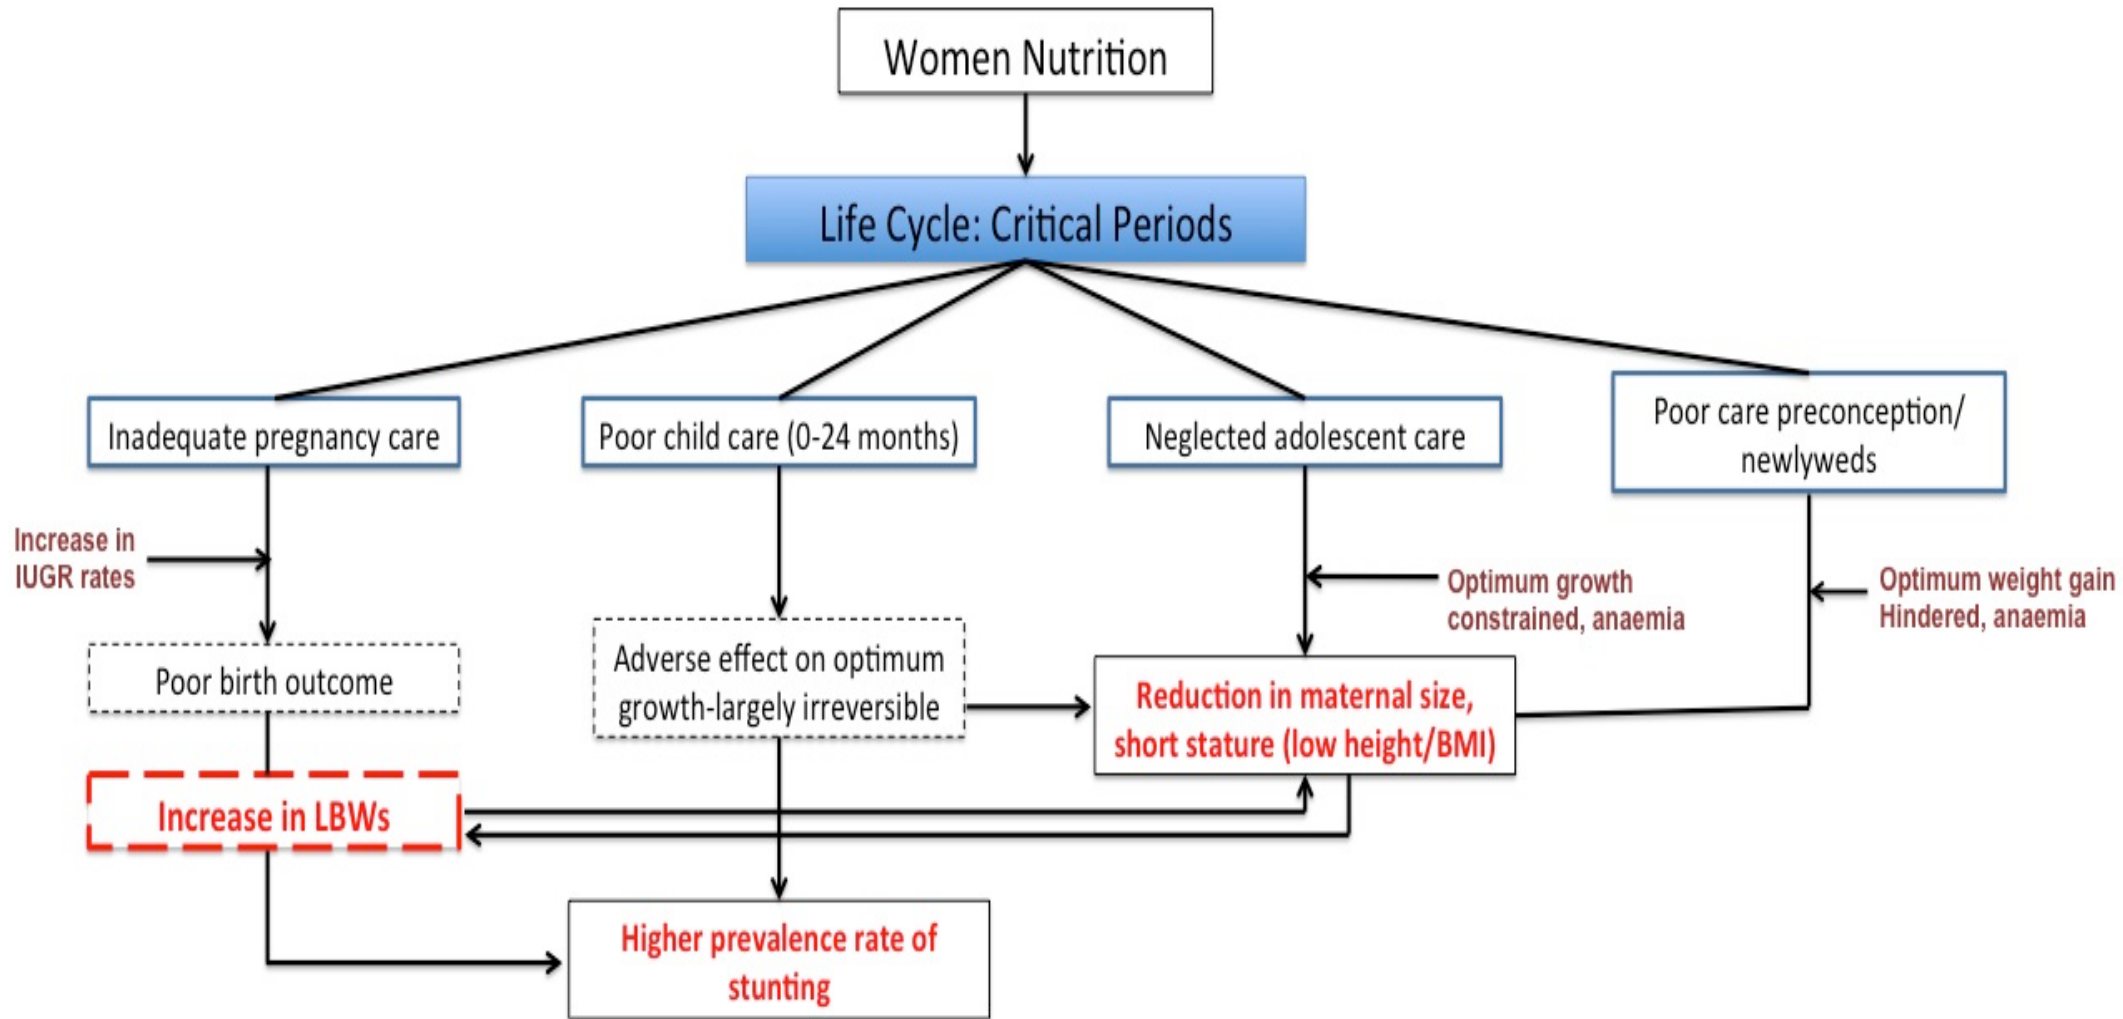 Women Nutrition
Life Cycle: Critical Periods
Inadequate pregnancy care
Poor child care (0-24 months)
Neglected adolescent care
Poor care preconception/
newlyweds
Increase in
IUGR rates
Optimum growth
constrained, anaemia
Optimum weight gain
Hindered, anaemia
Poor birth outcome
Adverse effect on optimum
growth-largely irreversible
Reduction in maternal size,
short stature (low height/BMI)
Increase in LBWs
Higher prevalence rate of
stunting